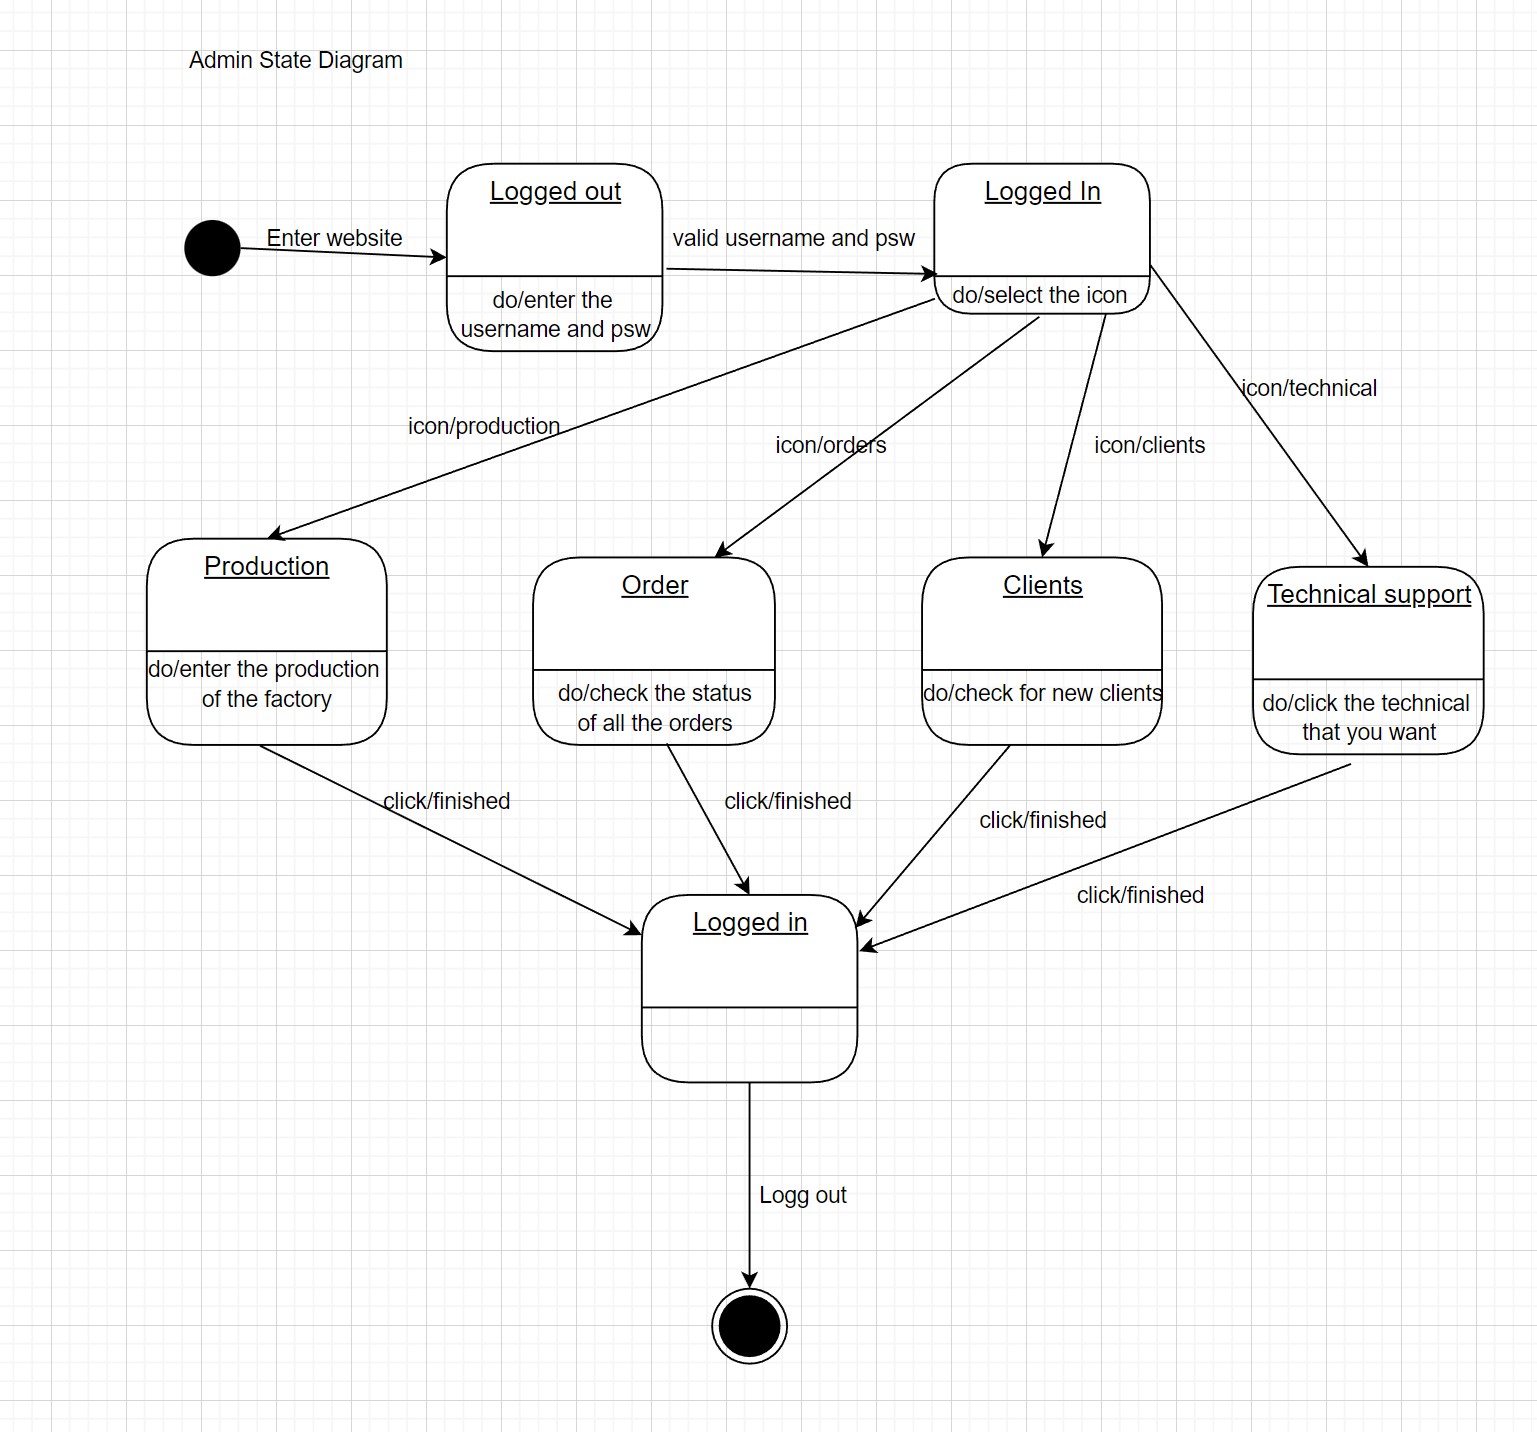 Admin State Diagram
Logged out
Logged In
Enter website
valid username and psw
do/enter the
username and psw
do/select the icon
icon/technical
icon/production
icon/orders
icon/clients
Production
Order
Clients
Technical support
do/enter the production
of the factory
do/check the status
of all the orders
do/check for new clients
do/click the technical
that you want
click/finished
click/finished
click/finished
click/finished
Logged in
Logg out